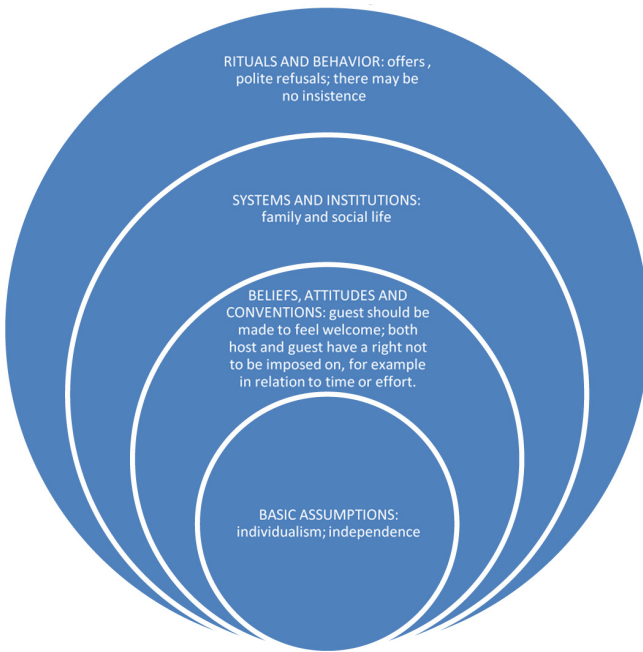 RITUALS AND BEHAVIOR: offers ,
polite refusals; there may be
no insistence
SYSTEMS AND INSTITUTIONS:
family and social life
BELIEFS, ATTITUDES AND
CONVENTIONS: guest should be
made to feel welcome; both
host and guest have a right not
to be imposed on, for example
in relation to time or effort.
BASIC ASSUMPTIONS:
individualism; independence